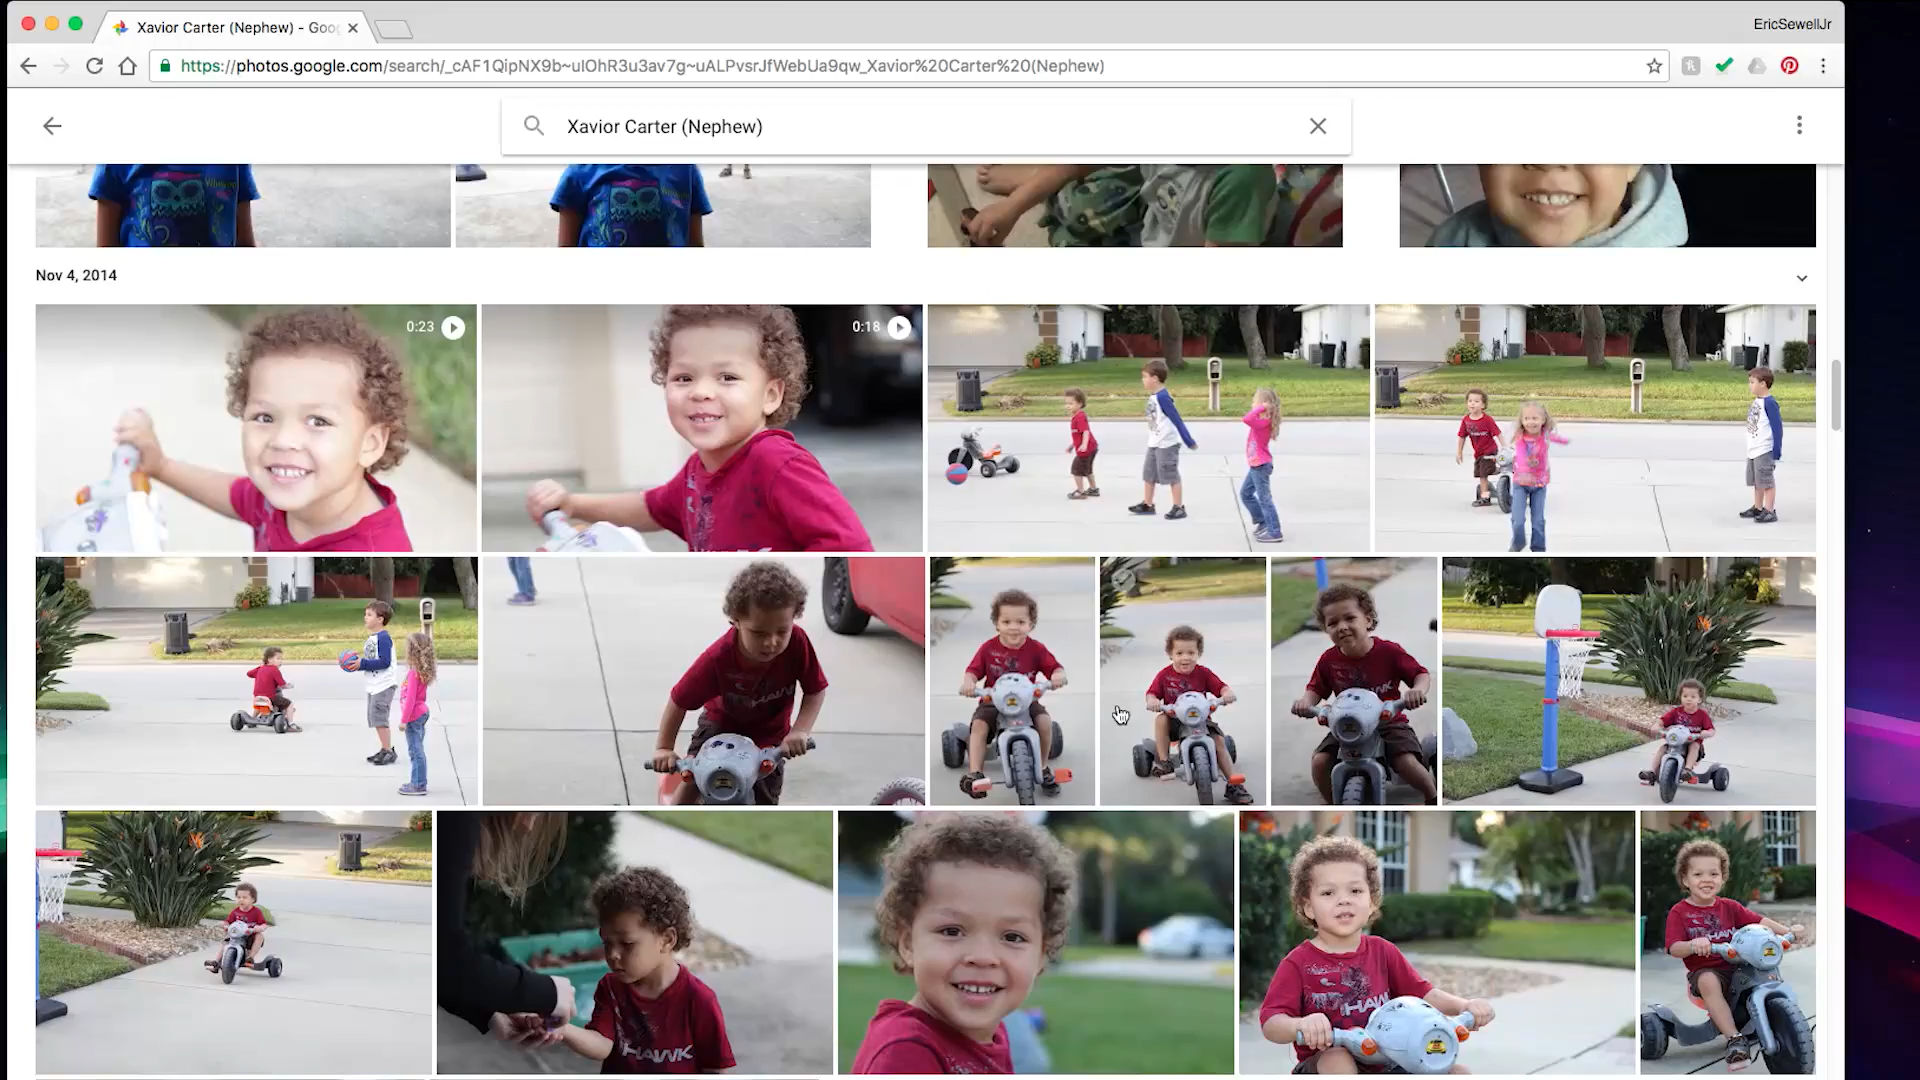 Xavior Carter (Nephew) - Goo
EricSewellJr
https://photos.google.com/search/_cAF1QipNX9b~ulOhR3u3av7g~uALPvsrJfWebUa9qw_Xavior%20Carter%20(Nephew)
Xavior Carter (Nephew)
Nov 4, 2014
0:23
0:18
HAWK
HAWK